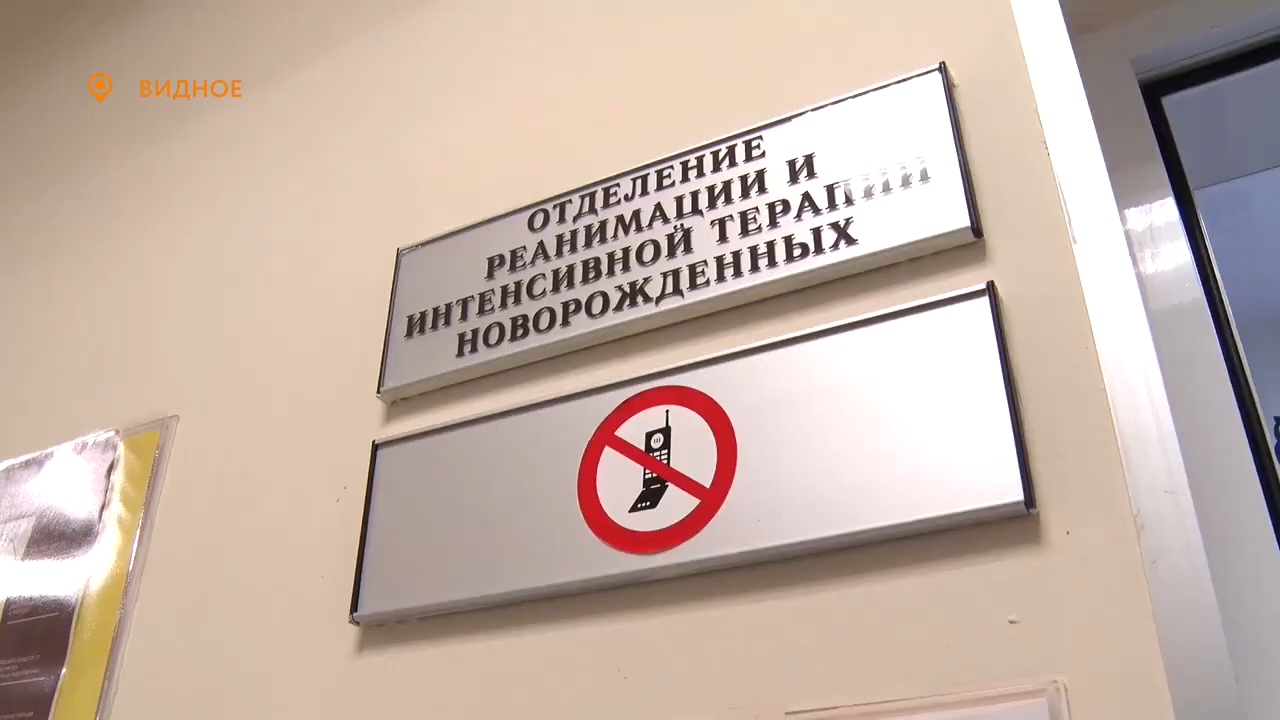 ВИДНОЕ
ОТДЕЛЕНИЕ
РЕАНИМАЦИИ И
ИНТЕНСИВНОЙ ТЕРАПИИ
НОВОРОЖДЕННЫХ